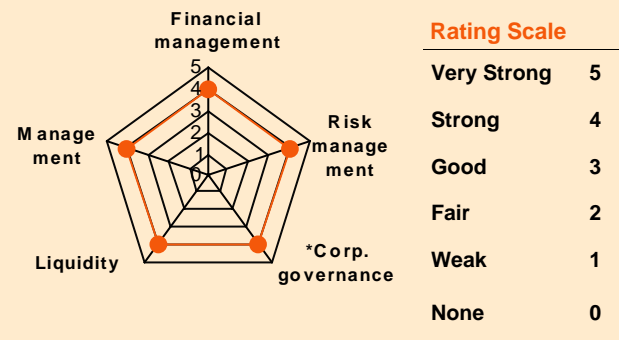 Financial
management
5
4
3
2
1
0
Risk
manage
ment
*Corp.
governance
Liquidity
Manage
ment
Rating Scale
Very Strong 5
Strong 4
Good 3
Fair 2
Weak 1
None 0